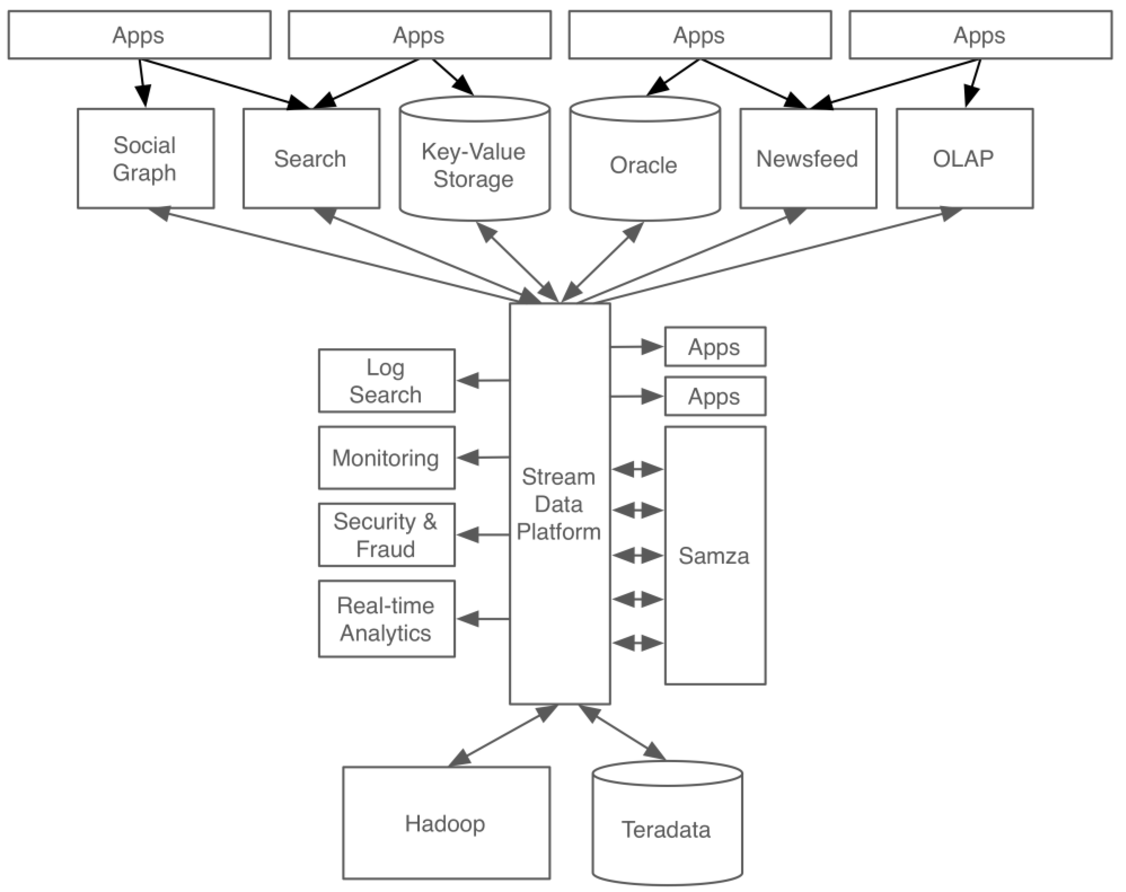 Apps
Apps
Apps
Apps
Social
Graph
Search
Key-Value
Storage
Oracle
Newsfeed
OLAP
Log
Search
Monitoring
Security &
Fraud
Real-time
Analytics
Stream
Data
Platform
Apps
Apps
Samza
Hadoop
Teradata